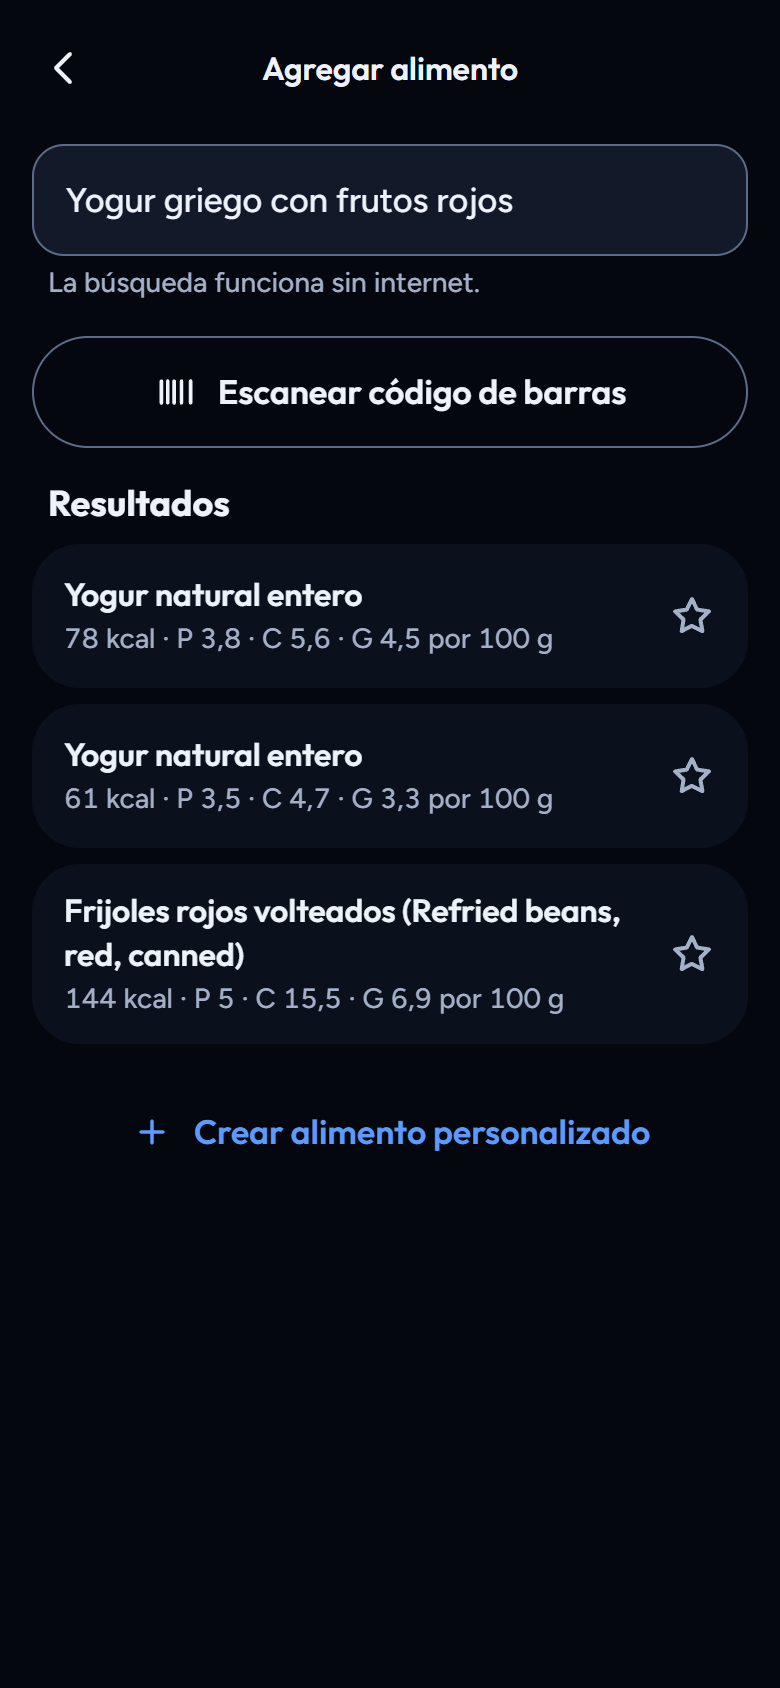 Agregar alimento
Yogur griego con frutos rojos
La búsqueda funciona sin internet.
Escanear código de barras
Resultados
Yogur natural entero
78 kcal · P 3,8 · C 5,6 · G 4,5 por 100 g
Yogur natural entero
61 kcal · P 3,5 · C 4,7 · G 3,3 por 100 g
Frijoles rojos volteados (Refried beans,
red, canned)
144 kcal · P 5 · C 15,5 · G 6,9 por 100 g
+ Crear alimento personalizado